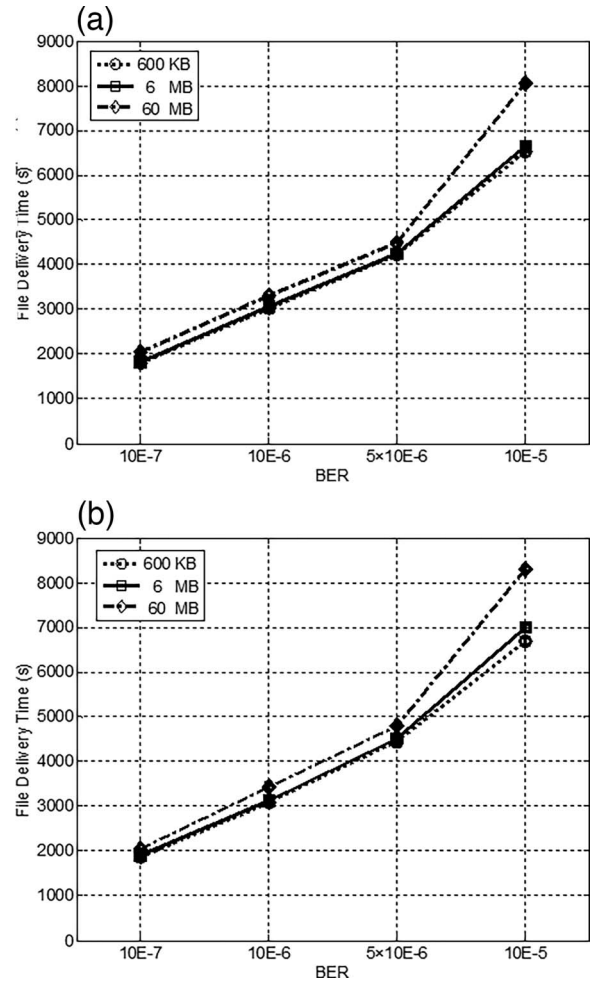 (a)
9000
8000
7000
6000
5000
4000
3000
2000
1000
0
File Delivery Time (s)
600 KB
6 MB
60 MB
10E-7
10E-6
5×10E-6
10E-5
BER
(b)
9000
8000
7000
6000
5000
4000
3000
2000
1000
0
File Delivery Time (s)
600 KB
6 MB
60 MB
10E-7
10E-6
5×10E-6
10E-5
BER